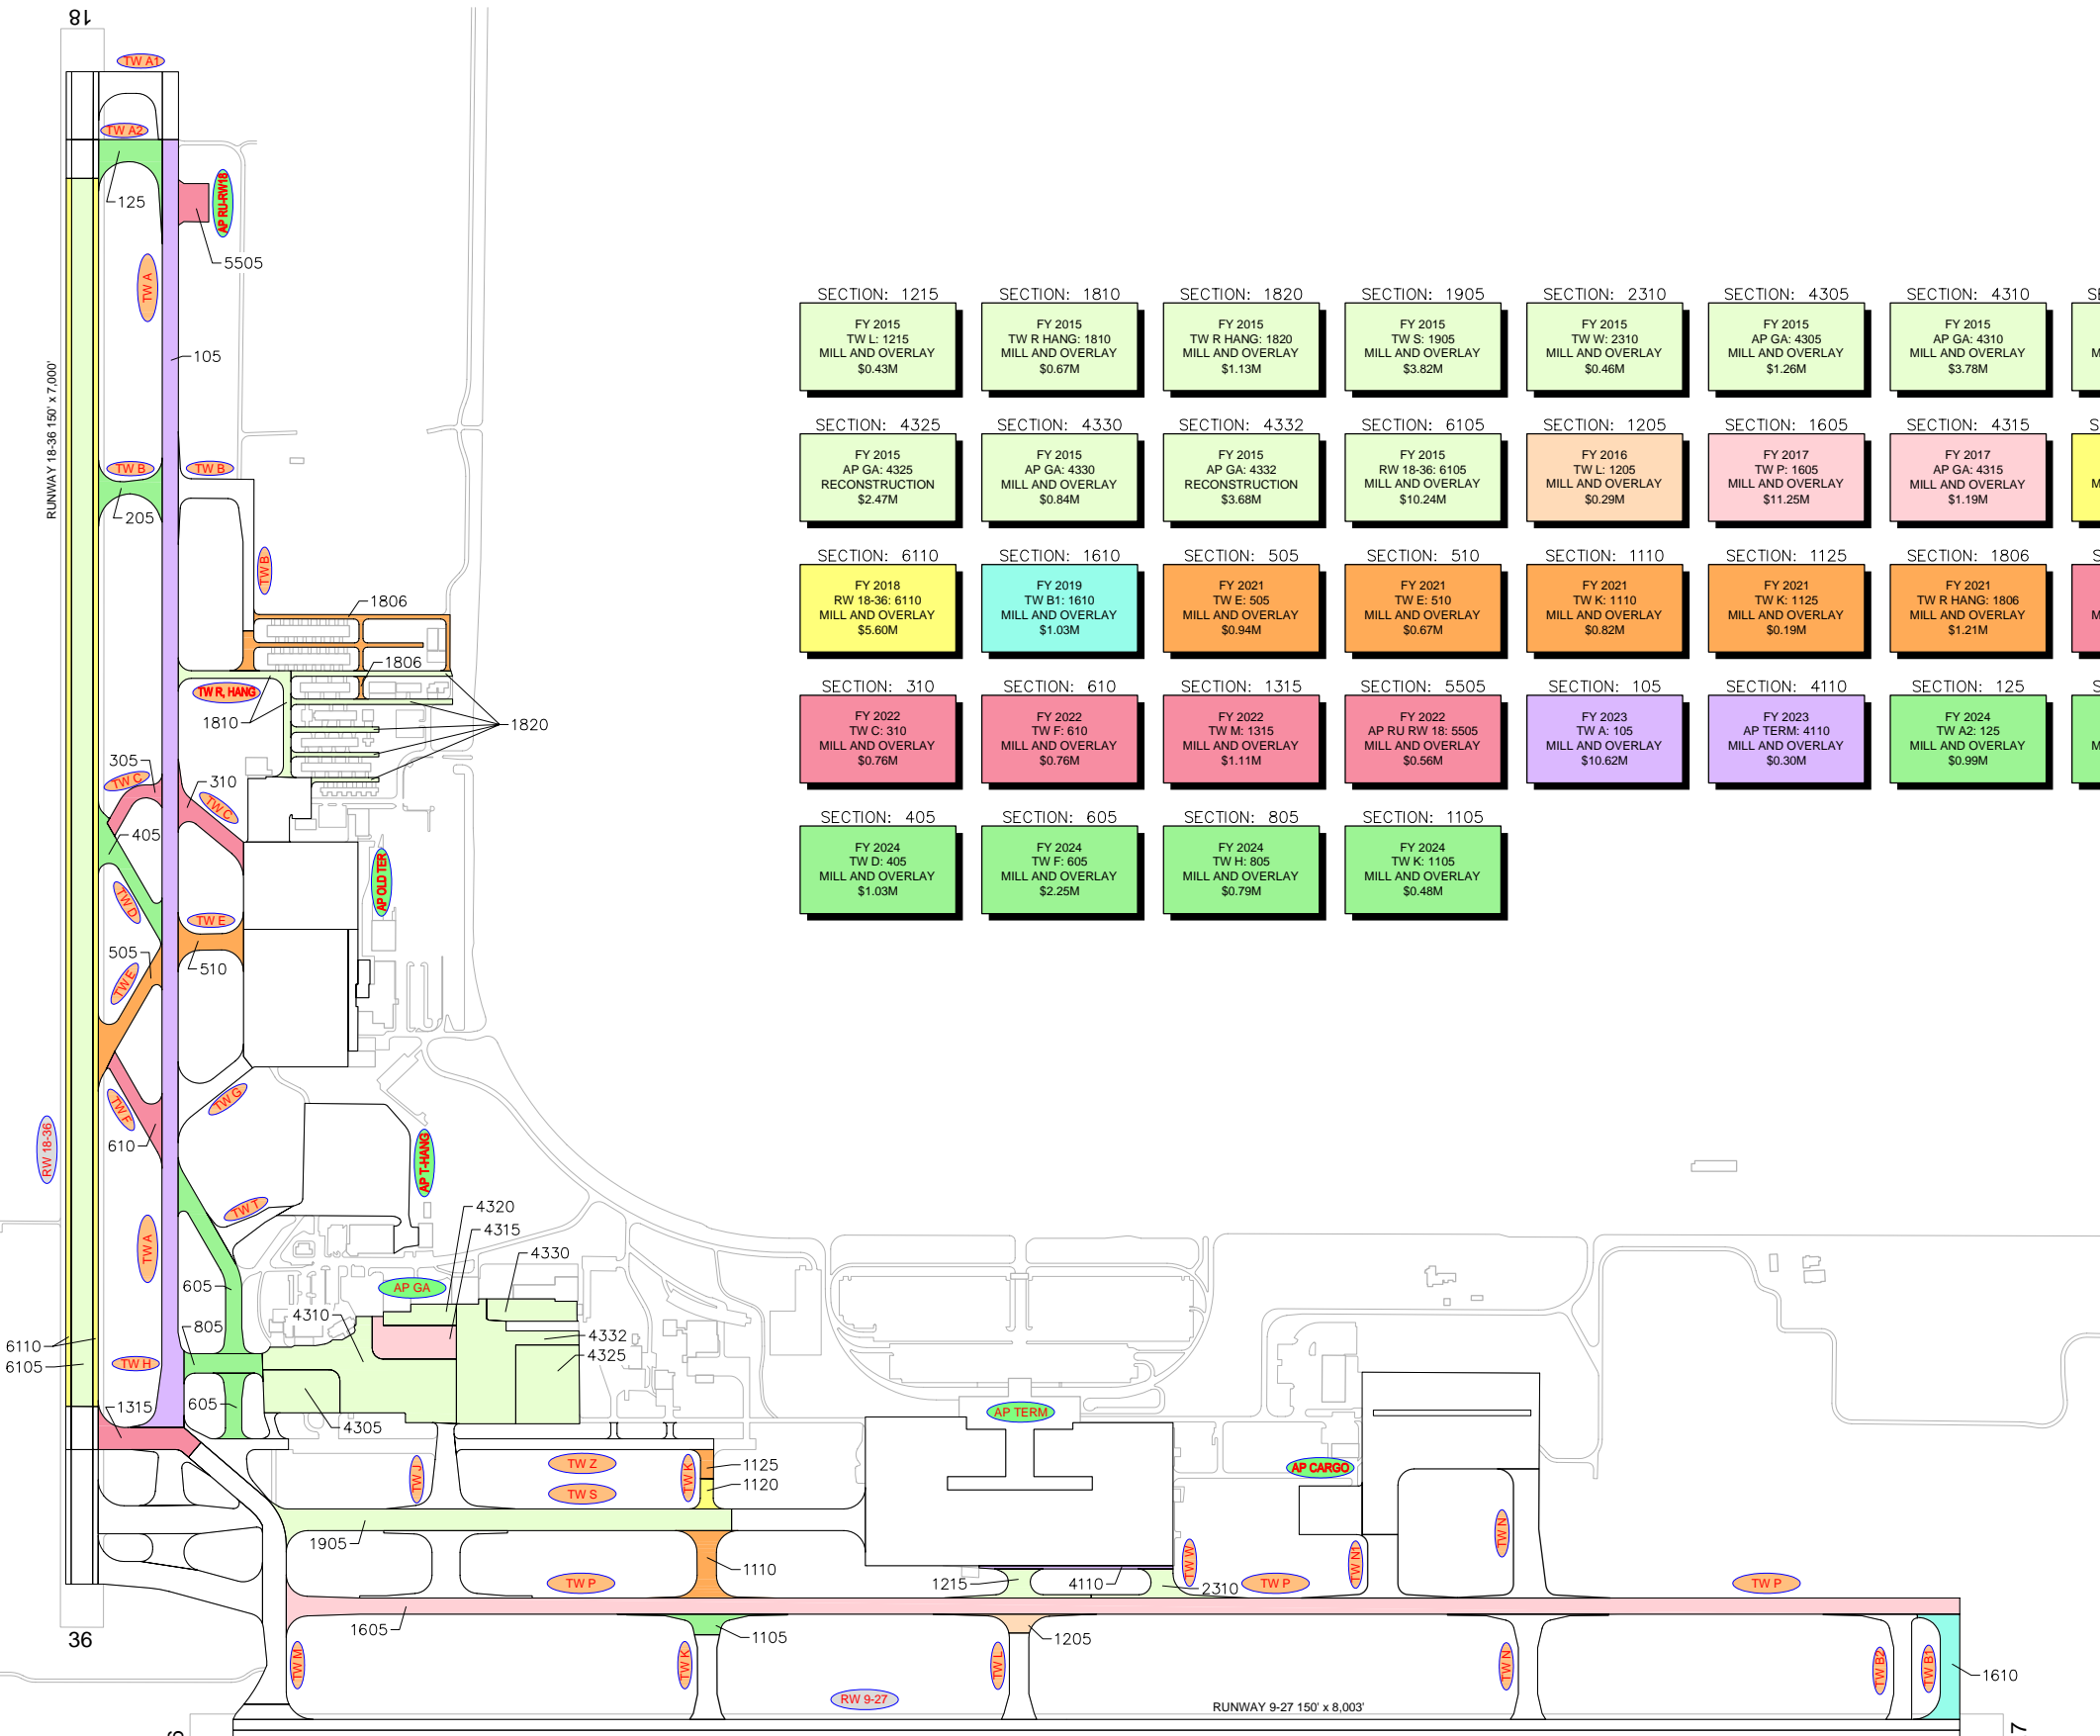 18
TW A1
TW A2
125
AP RU-RW18
5505
TW A
105
RUNWAY 18-36 150' x 7,000'
TW B
TW B
205
TW B
1806
1806
TW R, HANG
1810
1820
305
TW C
310
TW C
405
AP OLD TER
TW D
TW E
505
510
TW E
TW G
TW F
610
RW 18-36
AP T-HANG
TW T
TW A
4320
4315
4330
AP GA
605
4310
805
4332
4325
6110
6105
TW H
1315
605
4305
AP TERM
TW J
TW Z
TW K
1125
1120
TW S
AP CARGO
1905
TW N
1110
TW W
TW N1
TW P
1215
4110
2310
TW P
TW P
1605
1105
1205
36
TW M
TW K
TW L
TW N
TW B2
TW B1
1610
RW 9-27
RUNWAY 9-27 150' x 8,003'
SECTION: 1215
FY 2015
TW L: 1215
MILL AND OVERLAY
$0.43M
SECTION: 1810
FY 2015
TW R HANG: 1810
MILL AND OVERLAY
$0.67M
SECTION: 1820
FY 2015
TW R HANG: 1820
MILL AND OVERLAY
$1.13M
SECTION: 1905
FY 2015
TW S: 1905
MILL AND OVERLAY
$3.82M
SECTION: 2310
FY 2015
TW W: 2310
MILL AND OVERLAY
$0.46M
SECTION: 4305
FY 2015
AP GA: 4305
MILL AND OVERLAY
$1.26M
SECTION: 4310
FY 2015
AP GA: 4310
MILL AND OVERLAY
$3.78M
SECTION: 4325
FY 2015
AP GA: 4325
RECONSTRUCTION
$2.47M
SECTION: 4330
FY 2015
AP GA: 4330
MILL AND OVERLAY
$0.84M
SECTION: 4332
FY 2015
AP GA: 4332
RECONSTRUCTION
$3.68M
SECTION: 6105
FY 2015
RW 18-36: 6105
MILL AND OVERLAY
$10.24M
SECTION: 1205
FY 2016
TW L: 1205
MILL AND OVERLAY
$0.29M
SECTION: 1605
FY 2017
TW P: 1605
MILL AND OVERLAY
$11.25M
SECTION: 4315
FY 2017
AP GA: 4315
MILL AND OVERLAY
$1.19M
SECTION: 6110
FY 2018
RW 18-36: 6110
MILL AND OVERLAY
$5.60M
SECTION: 1610
FY 2019
TW B1: 1610
MILL AND OVERLAY
$1.03M
SECTION: 505
FY 2021
TW E: 505
MILL AND OVERLAY
$0.94M
SECTION: 510
FY 2021
TW E: 510
MILL AND OVERLAY
$0.67M
SECTION: 1110
FY 2021
TW K: 1110
MILL AND OVERLAY
$0.82M
SECTION: 1125
FY 2021
TW K: 1125
MILL AND OVERLAY
$0.19M
SECTION: 1806
FY 2021
TW R HANG: 1806
MILL AND OVERLAY
$1.21M
SECTION: 310
FY 2022
TW C: 310
MILL AND OVERLAY
$0.76M
SECTION: 610
FY 2022
TW F: 610
MILL AND OVERLAY
$0.76M
SECTION: 1315
FY 2022
TW M: 1315
MILL AND OVERLAY
$1.11M
SECTION: 5505
FY 2022
AP RU RW 18: 5505
MILL AND OVERLAY
$0.56M
SECTION: 105
FY 2023
TW A: 105
MILL AND OVERLAY
$10.62M
SECTION: 4110
FY 2023
AP TERM: 4110
MILL AND OVERLAY
$0.30M
SECTION: 125
FY 2024
TW A2: 125
MILL AND OVERLAY
$0.99M
SECTION: 405
FY 2024
TW D: 405
MILL AND OVERLAY
$1.03M
SECTION: 605
FY 2024
TW F: 605
MILL AND OVERLAY
$2.25M
SECTION: 805
FY 2024
TW H: 805
MILL AND OVERLAY
$0.79M
SECTION: 1105
FY 2024
TW K: 1105
MILL AND OVERLAY
$0.48M